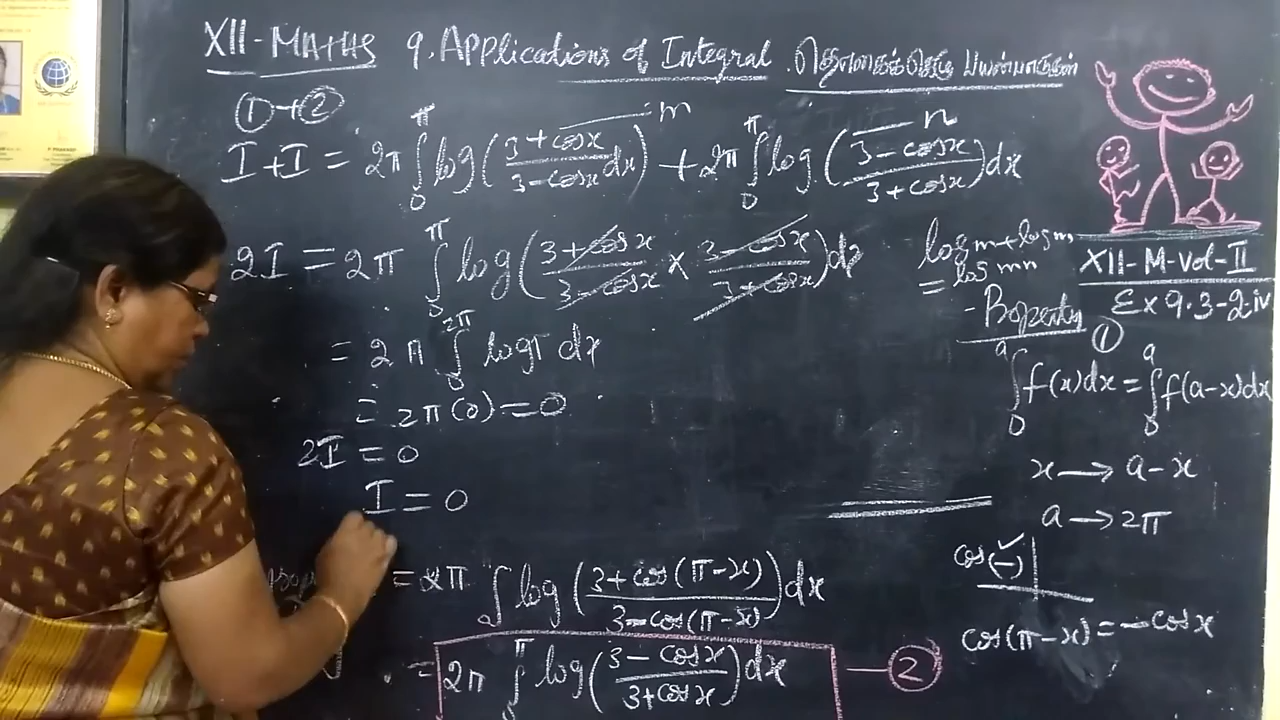 XII-MATHS 9. Applications of Integral. தொகைக்கெழு பயன்பாடுகள்
①+②
I+I = 2π ∫₀^π log((3+cosx)/(3-cosx) dx) + 2π ∫₀^π log((3-cosx)/(3+cosx))dx
m
n
2I = 2π ∫₀^π log((3+cosx)/(3-cosx) × (3-cosx)/(3+cosx))dx
= 2π ∫₀^2π log1 dx
= 2π(0) = 0
2I = 0
I = 0
= 2π ∫ log((3+cos(π-x))/(3-cos(π-x)))dx
= 2π ∫₀^π log((3-cosx)/(3+cosx))dx — ②
log m + log m
= log mn
XII-M-Vol-II
Ex 9.3-2iv
- Property ①
∫₀^a f(x)dx = ∫₀^a f(a-x)dx
x → a-x
a → 2π
cos(-)
cos(π-x) = -cosx